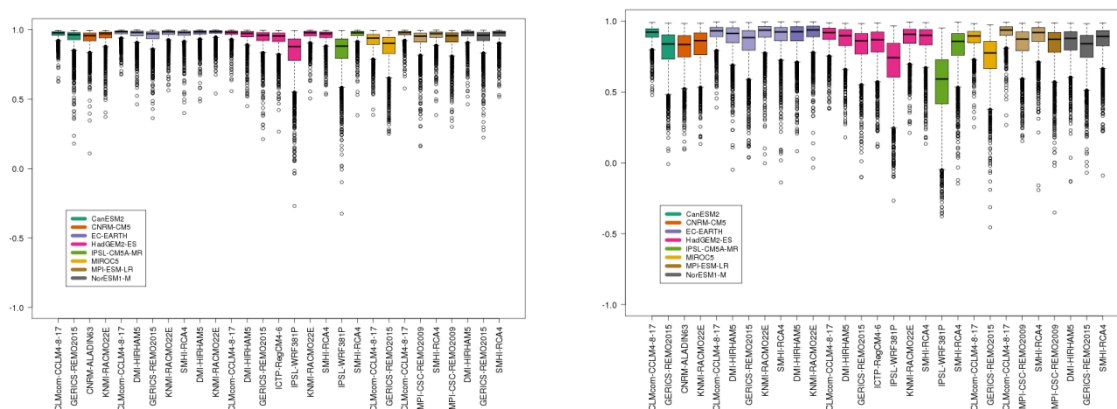 1.0
0.5
0.0
-0.5
-1.0
CanESM2
CNRM-CM5
EC-EARTH
HadGEM2-ES
IPSL-CM5A-MR
MIROC5
MPI-ESM-LR
NorESM1-M
CLMcom-CCLM4-8-17
GERICS-REMO2015
CNRM-ALADIN63
KNMI-RACMO22E
CLMcom-CCLM4-8-17
DMI-HIRHAM5
GERICS-REMO2015
KNMI-RACMO22E
SMHI-RCA4
DMI-HIRHAM5
KNMI-RACMO22E
CLMcom-CCLM4-8-17
DMI-HIRHAM5
GERICS-REMO2015
ICTP-RegCM4-6
IPSL-WRF381P
KNMI-RACMO22E
SMHI-RCA4
IPSL-WRF381P
SMHI-RCA4
CLMcom-CCLM4-8-17
GERICS-REMO2015
CLMcom-CCLM4-8-17
MPI-CSC-REMO2009
SMHI-RCA4
MPI-CSC-REMO2009
DMI-HIRHAM5
GERICS-REMO2015
SMHI-RCA4
1.0
0.5
0.0
-0.5
-1.0
CanESM2
CNRM-CM5
EC-EARTH
HadGEM2-ES
IPSL-CM5A-MR
MIROC5
MPI-ESM-LR
NorESM1-M
CLMcom-CCLM4-8-17
GERICS-REMO2015
CNRM-ALADIN63
KNMI-RACMO22E
CLMcom-CCLM4-8-17
DMI-HIRHAM5
GERICS-REMO2015
KNMI-RACMO22E
SMHI-RCA4
DMI-HIRHAM5
KNMI-RACMO22E
CLMcom-CCLM4-8-17
DMI-HIRHAM5
GERICS-REMO2015
ICTP-RegCM4-6
IPSL-WRF381P
KNMI-RACMO22E
SMHI-RCA4
IPSL-WRF381P
SMHI-RCA4
CLMcom-CCLM4-8-17
GERICS-REMO2015
CLMcom-CCLM4-8-17
MPI-CSC-REMO2009
SMHI-RCA4
MPI-CSC-REMO2009
DMI-HIRHAM5
GERICS-REMO2015
SMHI-RCA4